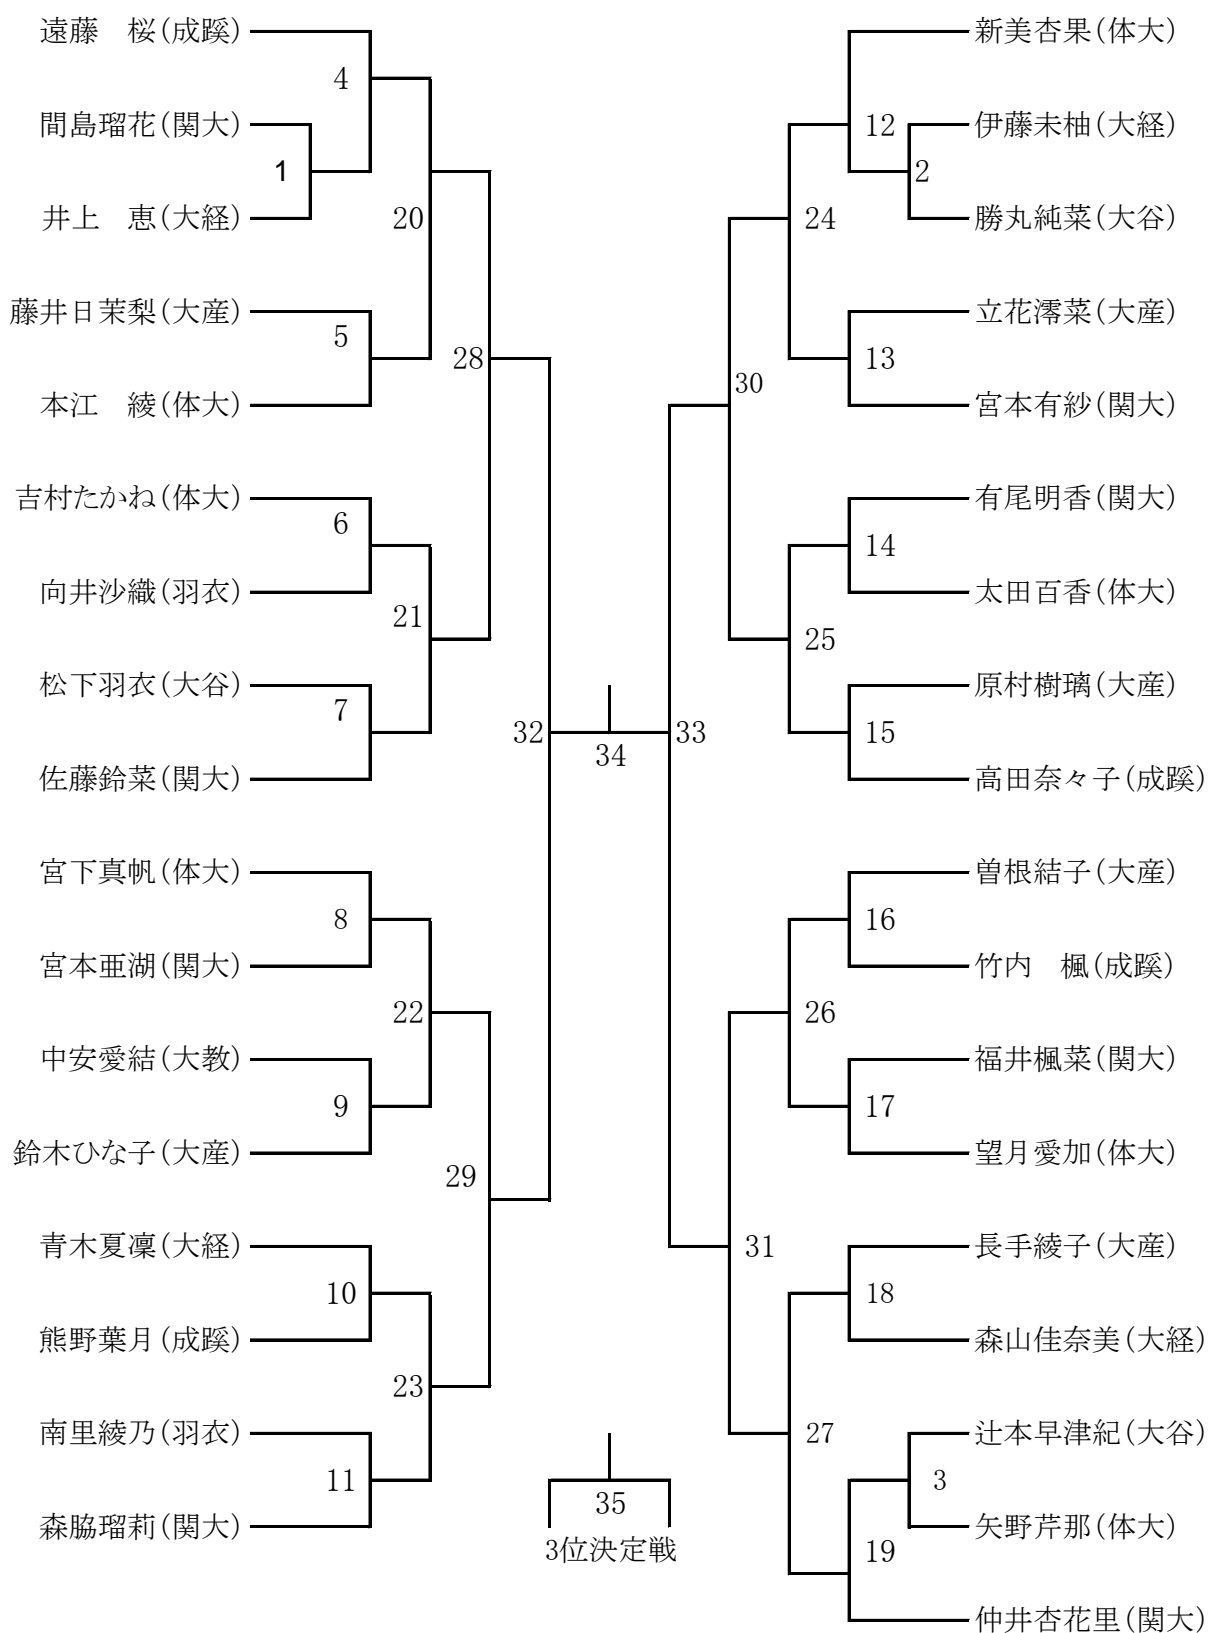 遠藤　桜(成蹊)
4
間島瑠花(関大)
1
井上　恵(大経)
20
藤井日茉梨(大産)
5
28
本江　綾(体大)
吉村たかね(体大)
6
向井沙織(羽衣)
21
松下羽衣(大谷)
7
32
佐藤鈴菜(関大)
宮下真帆(体大)
8
宮本亜湖(関大)
22
中安愛結(大教)
9
鈴木ひな子(大産)
29
青木夏凜(大経)
10
熊野葉月(成蹊)
23
南里綾乃(羽衣)
11
森脇瑠莉(関大)
34
35
3位決定戦
新美杏果(体大)
12
伊藤未柚(大経)
2
勝丸純菜(大谷)
24
立花澪菜(大産)
13
30
宮本有紗(関大)
有尾明香(関大)
14
太田百香(体大)
25
原村樹璃(大産)
33
15
高田奈々子(成蹊)
曽根結子(大産)
16
竹内　楓(成蹊)
26
福井楓菜(関大)
17
望月愛加(体大)
31
長手綾子(大産)
18
森山佳奈美(大経)
27
辻本早津紀(大谷)
3
矢野芹那(体大)
19
仲井杏花里(関大)